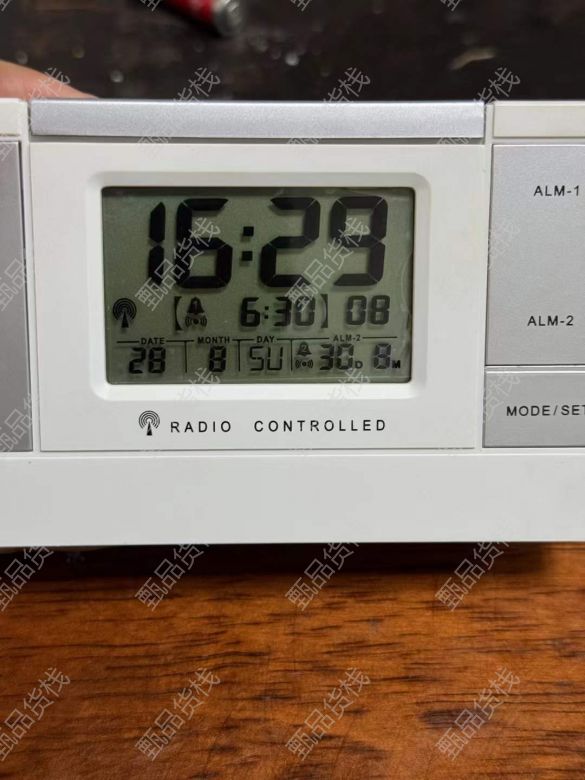 16:29
6:30 08
DATE MONTH DAY ALM-2
28 8 SU 2 30D 8M
RADIO CONTROLLED
ALM-1
ALM-2
MODE/SET
甄品货栈